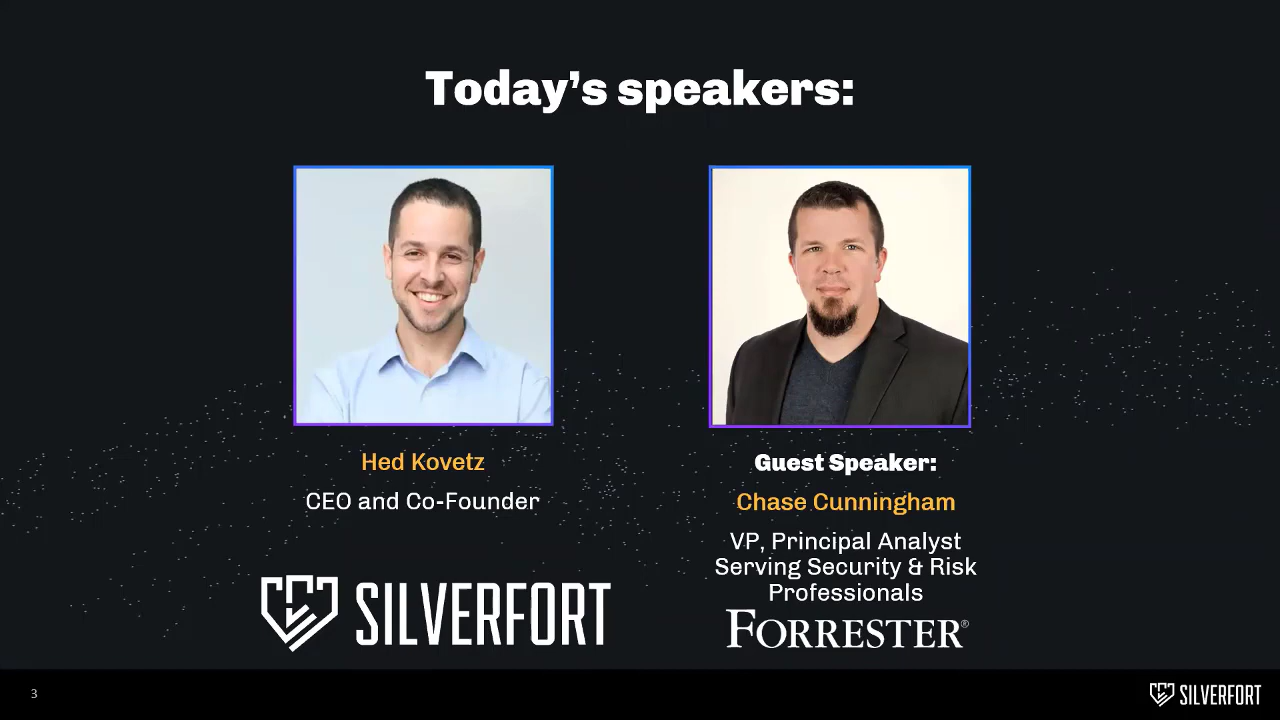 Today's speakers:
Hed Kovetz
CEO and Co-Founder
SILVERFORT
Guest Speaker:
Chase Cunningham
VP, Principal Analyst
Serving Security & Risk
Professionals
FORRESTER®
3
SILVERFORT